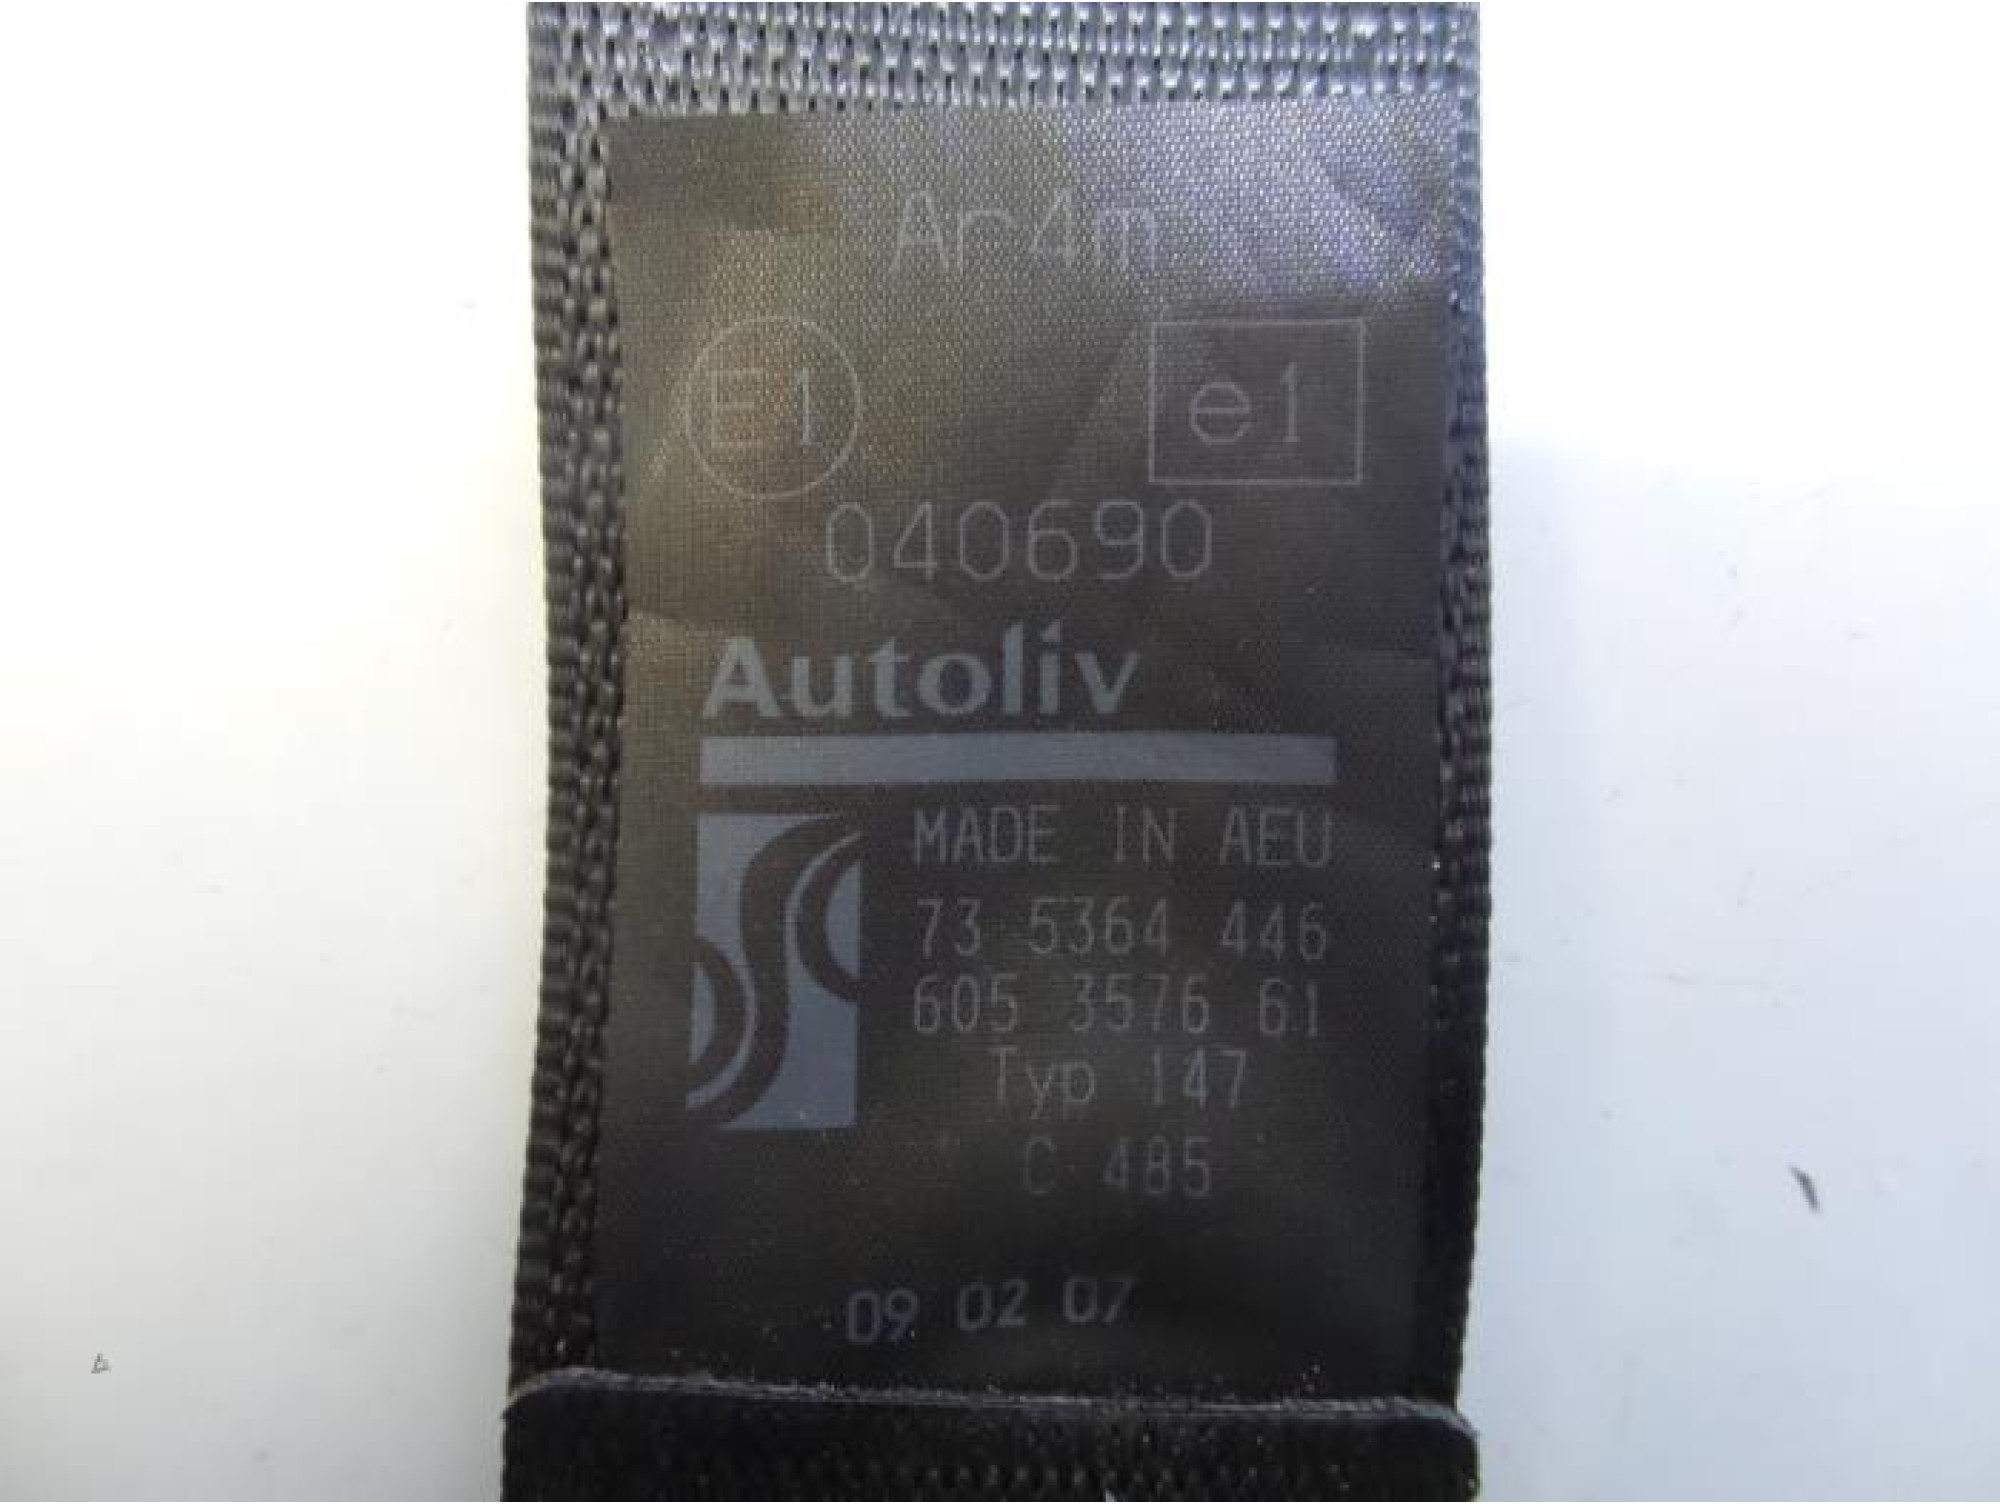 Ar4m
E1 e1
040690
Autoliv
MADE IN AEU
73 5364 446
605 3576 61
Typ 147
C 485
09 02 07